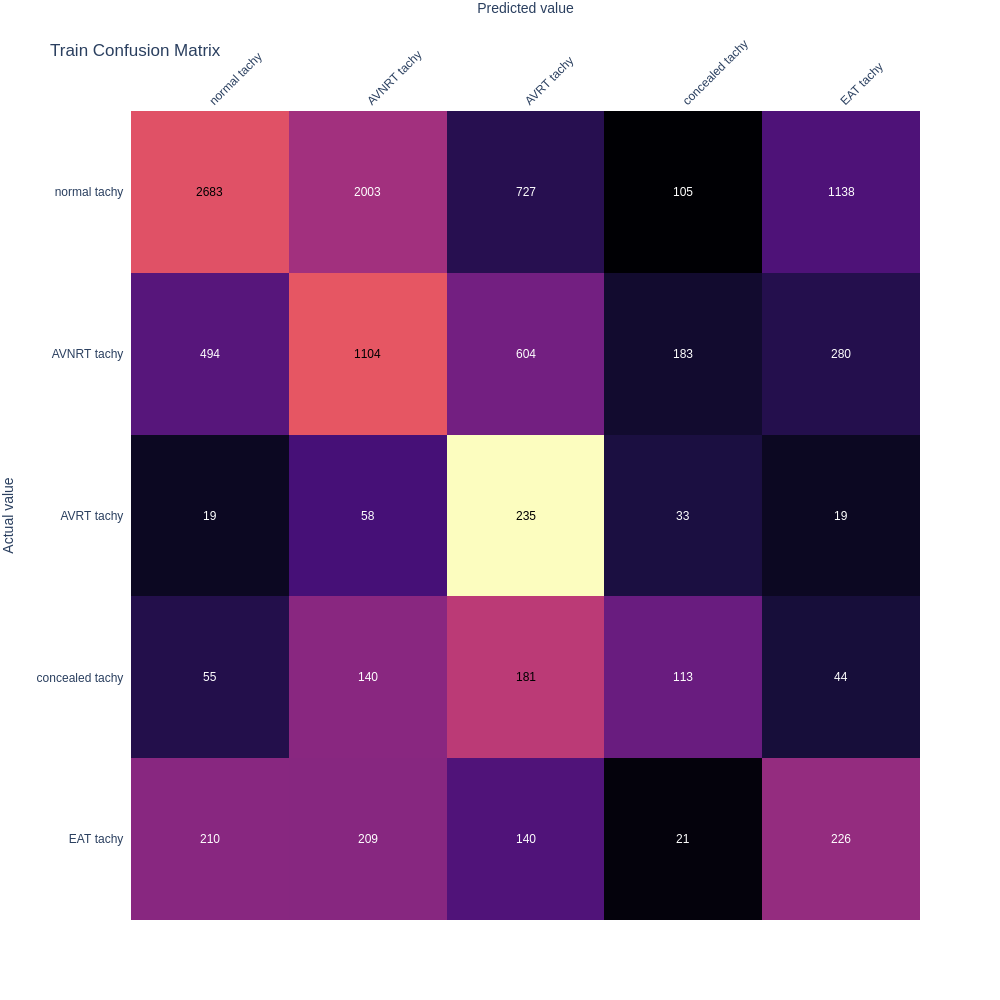 Predicted value
Train Confusion Matrix
normal tachy
AVNRT tachy
AVRT tachy
concealed tachy
EAT tachy
normal tachy 2683 2003 727 105 1138
AVNRT tachy 494 1104 604 183 280
Actual value
AVRT tachy 19 58 235 33 19
concealed tachy 55 140 181 113 44
EAT tachy 210 209 140 21 226